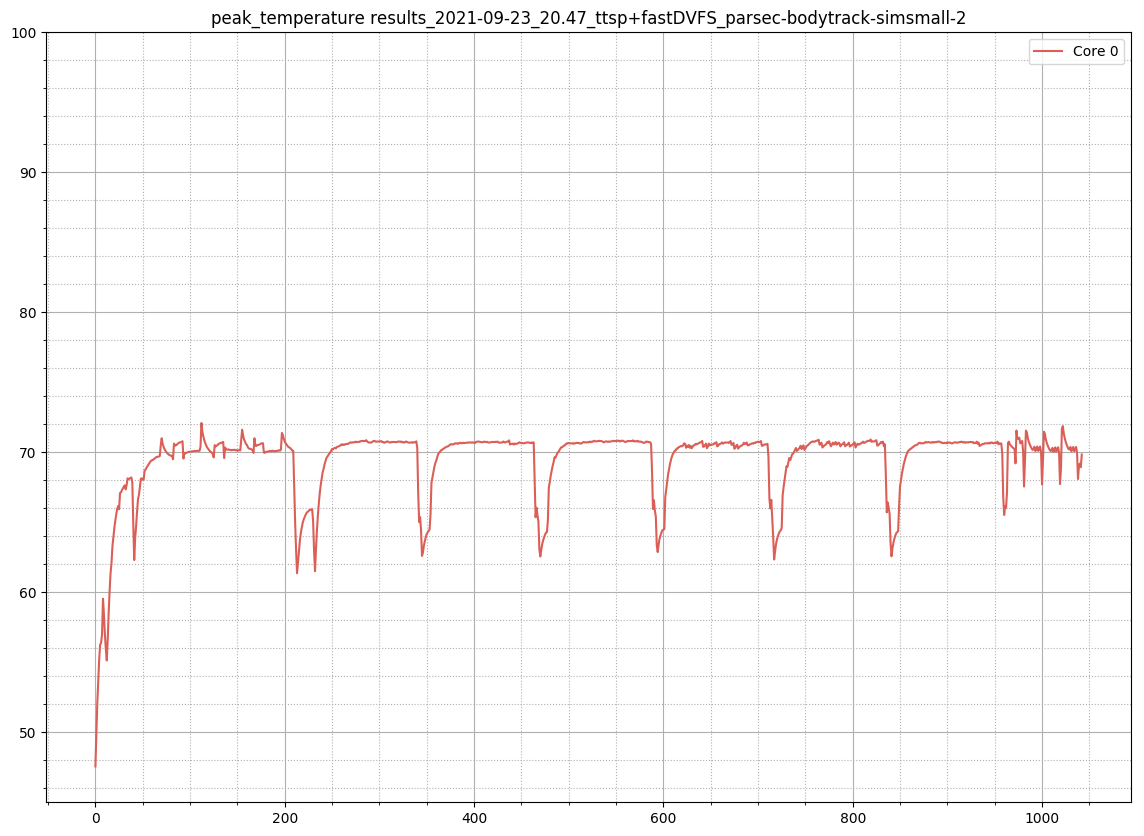 peak_temperature results_2021-09-23_20.47_ttsp+fastDVFS_parsec-bodytrack-simsmall-2
Core 0
100
90
80
70
60
50
0 200 400 600 800 1000